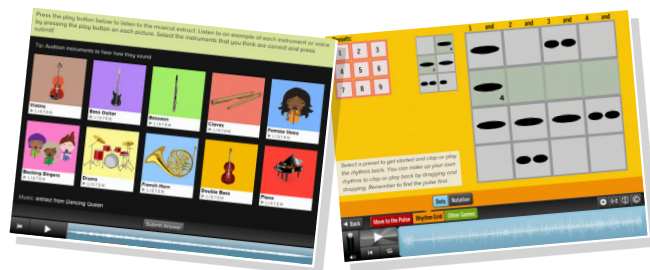 Press the play button below to listen to the musical extract. Listen to an example of each instrument or voice
by pressing the play button on each picture. Select the instruments that you think are correct and press
submit!
Tip: Audition instruments to hear how they sound
Violins
LISTEN
Bass Guitar
LISTEN
Bassoon
LISTEN
Claves
LISTEN
Female Voice
LISTEN
Backing Singers
LISTEN
Drums
LISTEN
French Horn
LISTEN
Double Bass
LISTEN
Piano
LISTEN
Music: extract from Dancing Queen
Submit Answer
Presets:
1 2 3
4 5 6
7 8 9
1 and 2 and 3 and 4 and
4
Select a preset to get started and clap or play
the rhythms back. You can make up your own
rhythms to clap or play back by dragging and
dropping. Remember to find the pulse first
Dots Notation
Back
Move to the Pulse Rhythm Grid Other Games